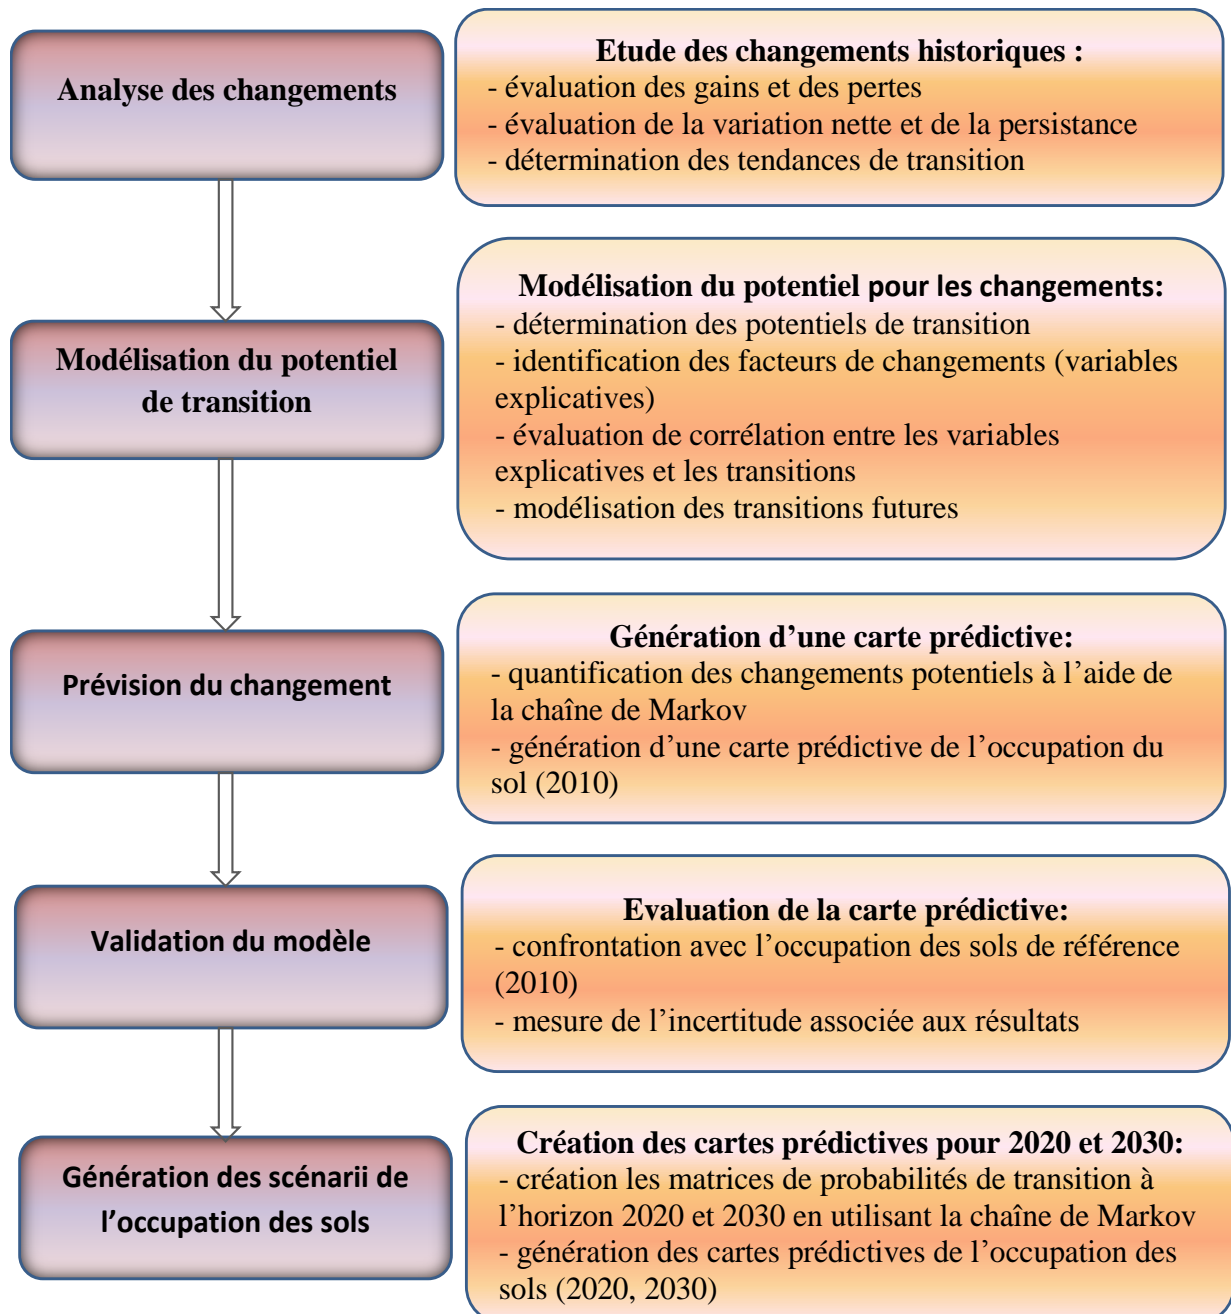 Analyse des changements
Etude des changements historiques :
- évaluation des gains et des pertes
- évaluation de la variation nette et de la persistance
- détermination des tendances de transition
Modélisation du potentiel
de transition
Modélisation du potentiel pour les changements:
- détermination des potentiels de transition
- identification des facteurs de changements (variables
explicatives)
- évaluation de corrélation entre les variables
explicatives et les transitions
- modélisation des transitions futures
Prévision du changement
Génération d’une carte prédictive:
- quantification des changements potentiels à l’aide de
la chaîne de Markov
- génération d’une carte prédictive de l’occupation du
sol (2010)
Validation du modèle
Evaluation de la carte prédictive:
- confrontation avec l’occupation des sols de référence
(2010)
- mesure de l’incertitude associée aux résultats
Génération des scénarii de
l’occupation des sols
Création des cartes prédictives pour 2020 et 2030:
- création les matrices de probabilités de transition à
l’horizon 2020 et 2030 en utilisant la chaîne de Markov
- génération des cartes prédictives de l’occupation des
sols (2020, 2030)